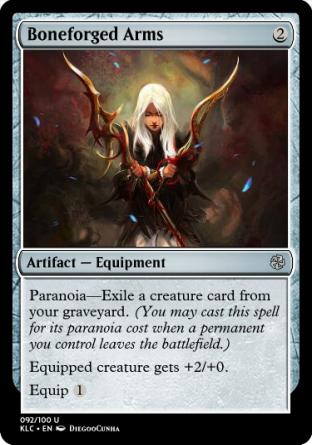 Boneforged Arms 2
Artifact — Equipment
Paranoia—Exile a creature card from
your graveyard. (You may cast this spell
for its paranoia cost when a permanent
you control leaves the battlefield.)
Equipped creature gets +2/+0.
Equip 1
092/100 U
KLC • EN DiegooCunha